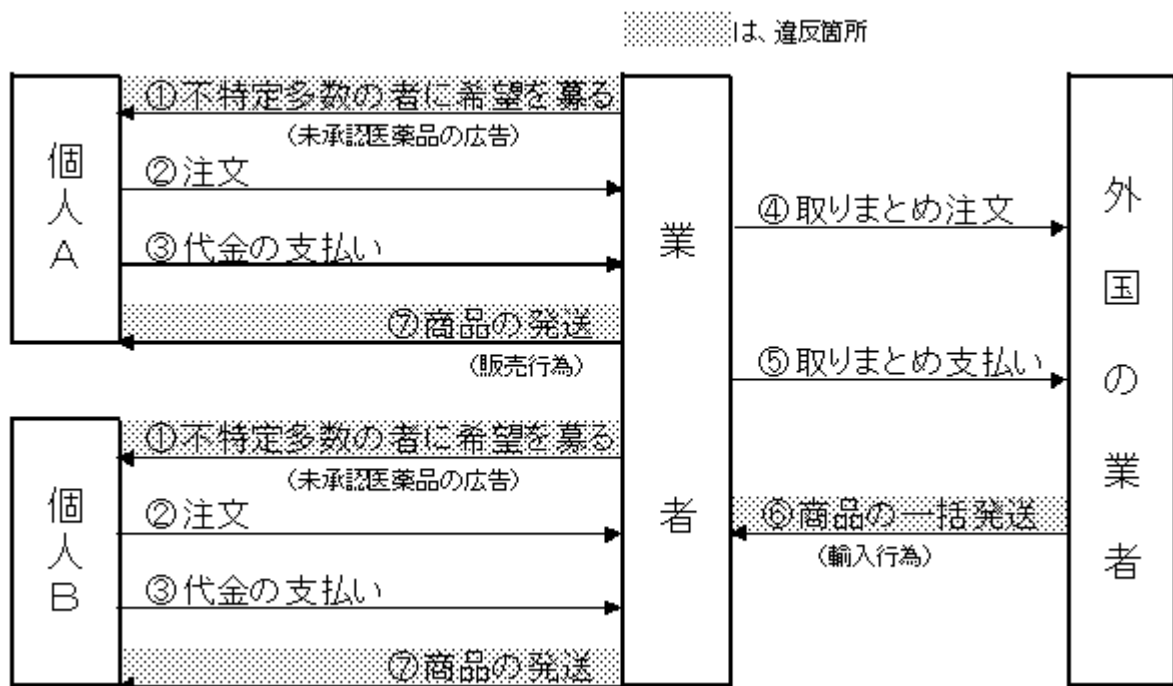 は、違反箇所
個人A
①不特定多数の者に希望を募る
(未承認医薬品の広告)
②注文
③代金の支払い
⑦商品の発送
(販売行為)
個人B
①不特定多数の者に希望を募る
(未承認医薬品の広告)
②注文
③代金の支払い
⑦商品の発送
業者
④取りまとめ注文
⑤取りまとめ支払い
⑥商品の一括発送
(輸入行為)
外国の業者